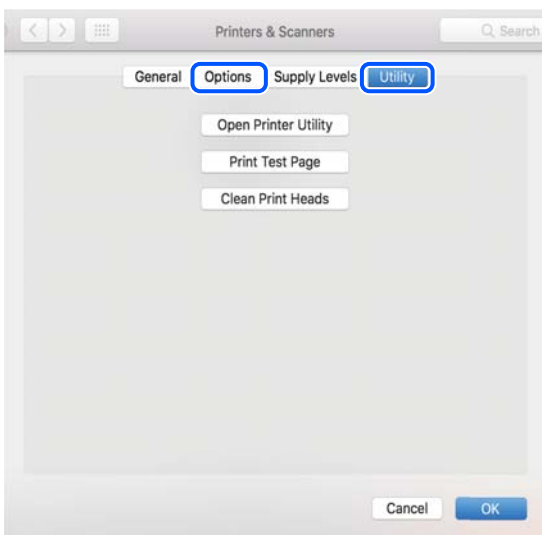 Printers & Scanners Search
General Options Supply Levels Utility
Open Printer Utility
Print Test Page
Clean Print Heads
Cancel OK